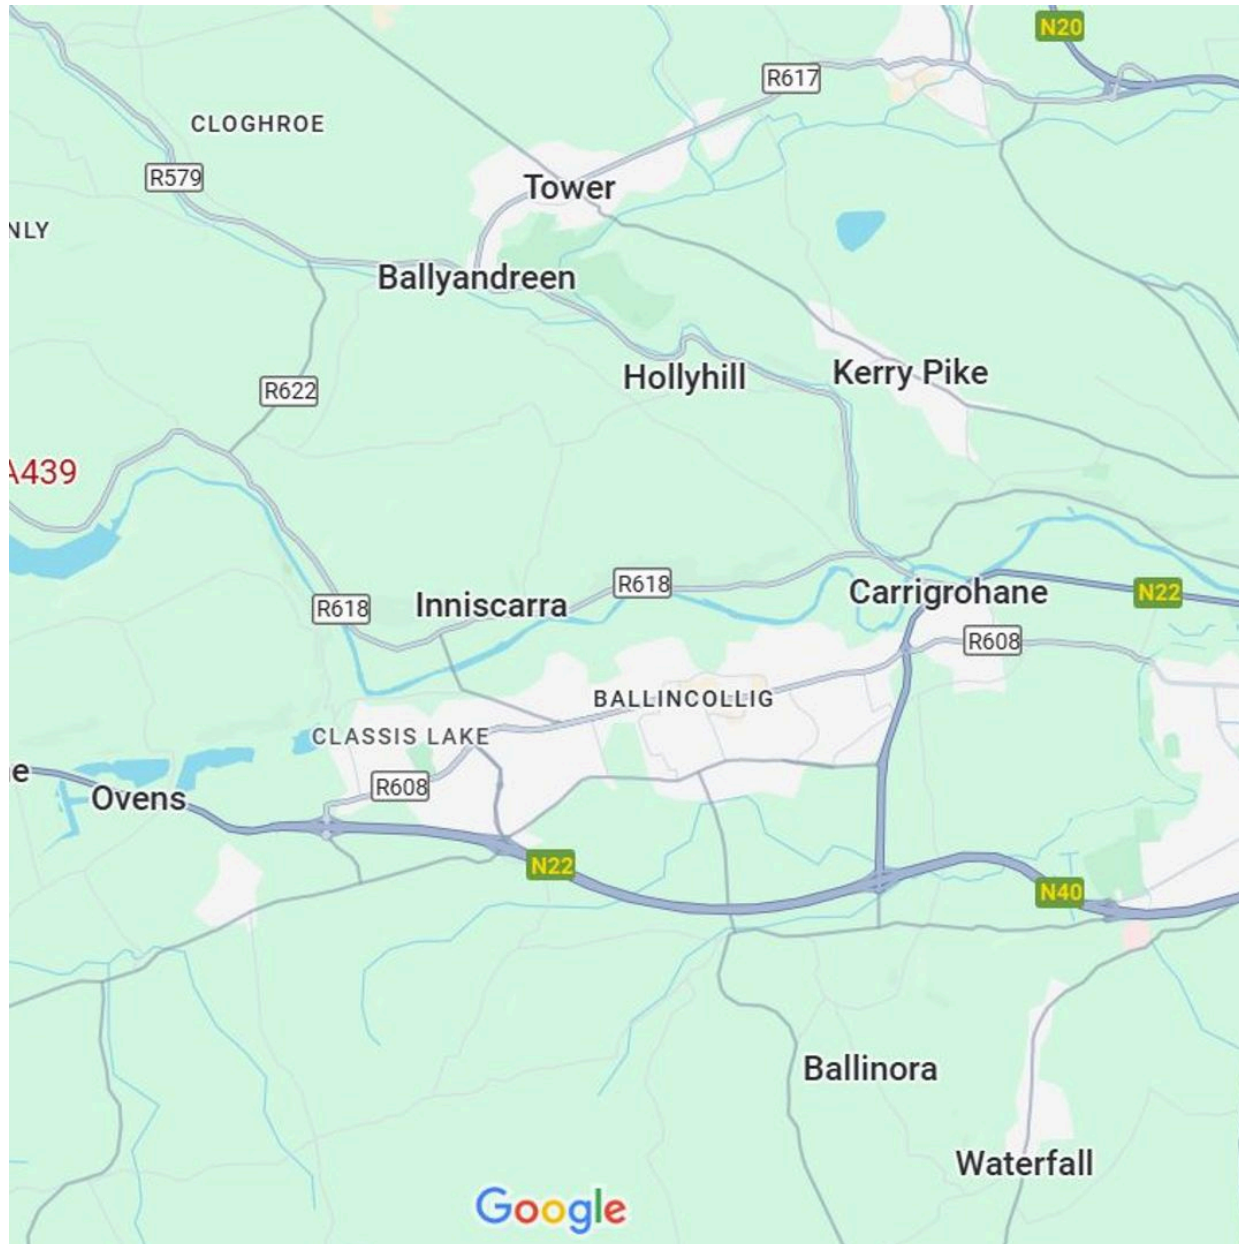 N20
R617
CLOGHROE
R579
Tower
NLY
Ballyandreen
Hollyhill
Kerry Pike
R622
A439
R618
R618
Inniscarra
Carrigrohane
N22
R608
BALLINCOLLIG
CLASSIS LAKE
e
R608
Ovens
N22
N40
Ballinora
Waterfall
Google